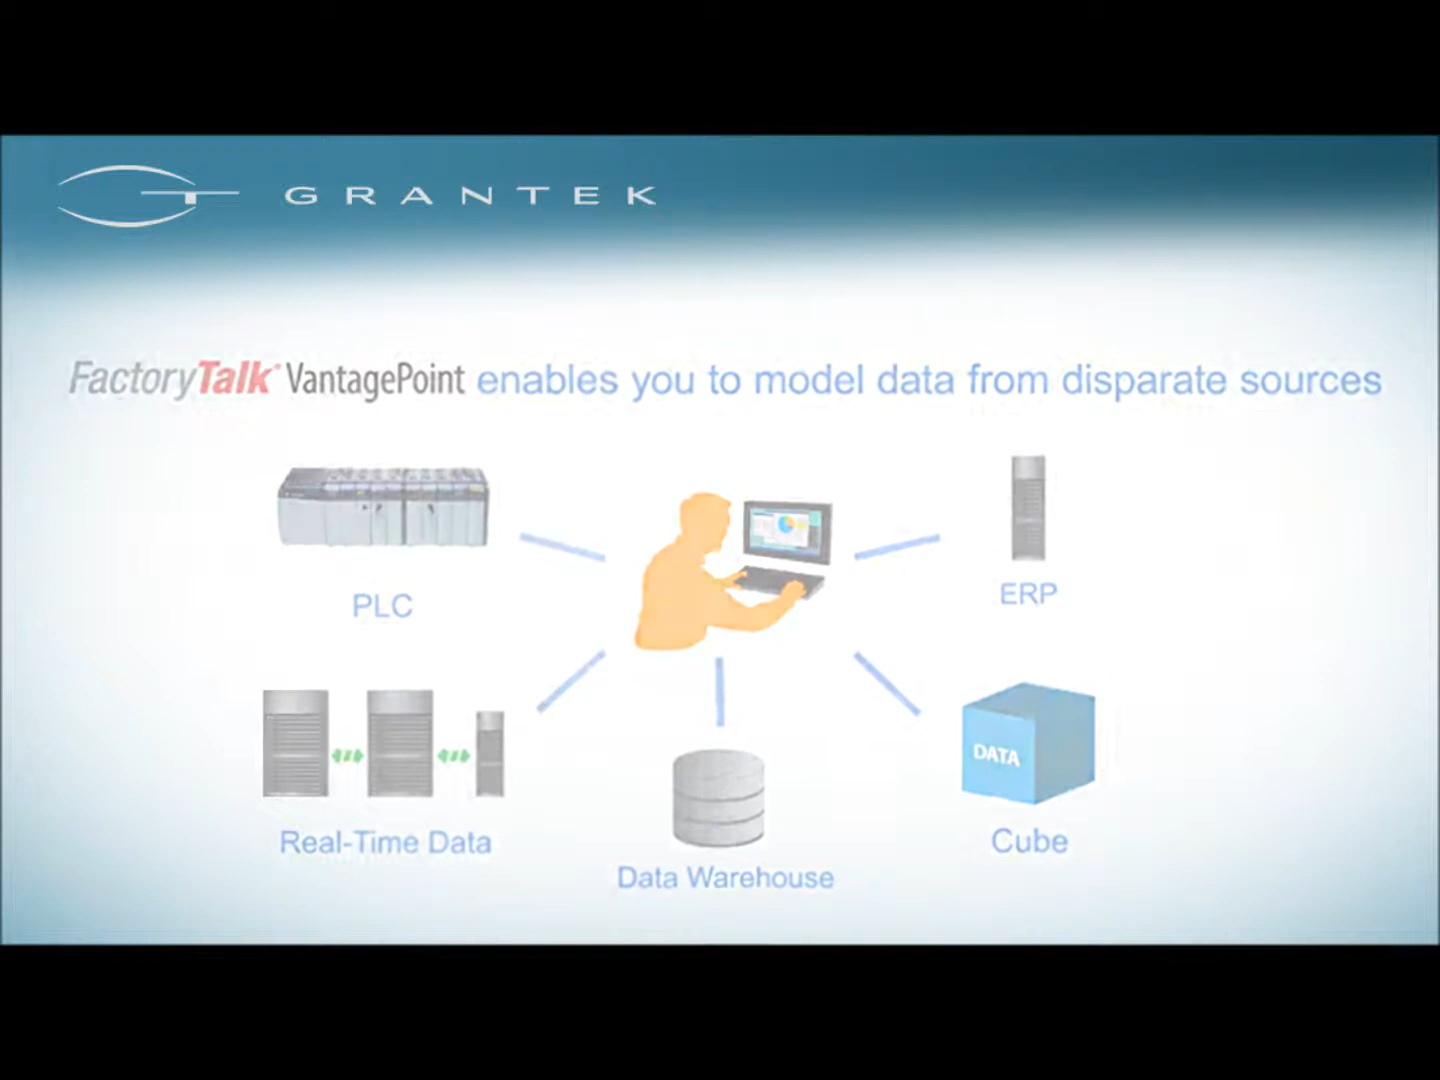 GRANTEK
FactoryTalk VantagePoint enables you to model data from disparate sources
PLC
ERP
DATA
Real-Time Data
Cube
Data Warehouse